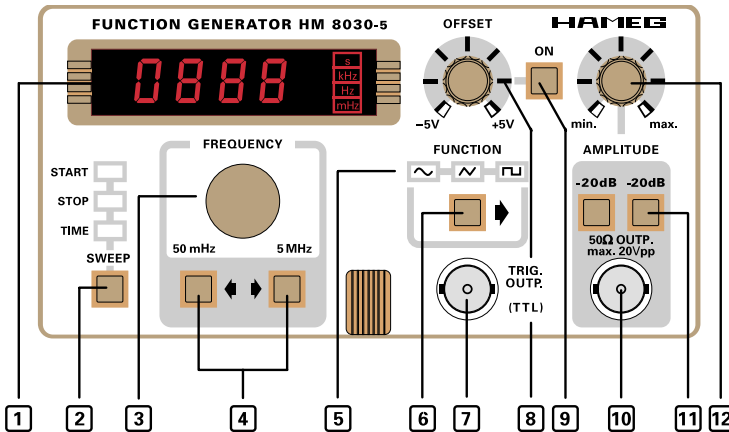 FUNCTION GENERATOR HM 8030-5
OFFSET
HAMEG
0888
s
kHz
Hz
mHz
ON
-5V
+5V
min.
max.
FREQUENCY
FUNCTION
AMPLITUDE
START
STOP
TIME
SWEEP
50 mHz
5 MHz
-20dB
-20dB
50Ω OUTP.
max. 20Vpp
TRIG.
OUTP.
(TTL)
1
2
3
4
5
6
7
8
9
10
11
12